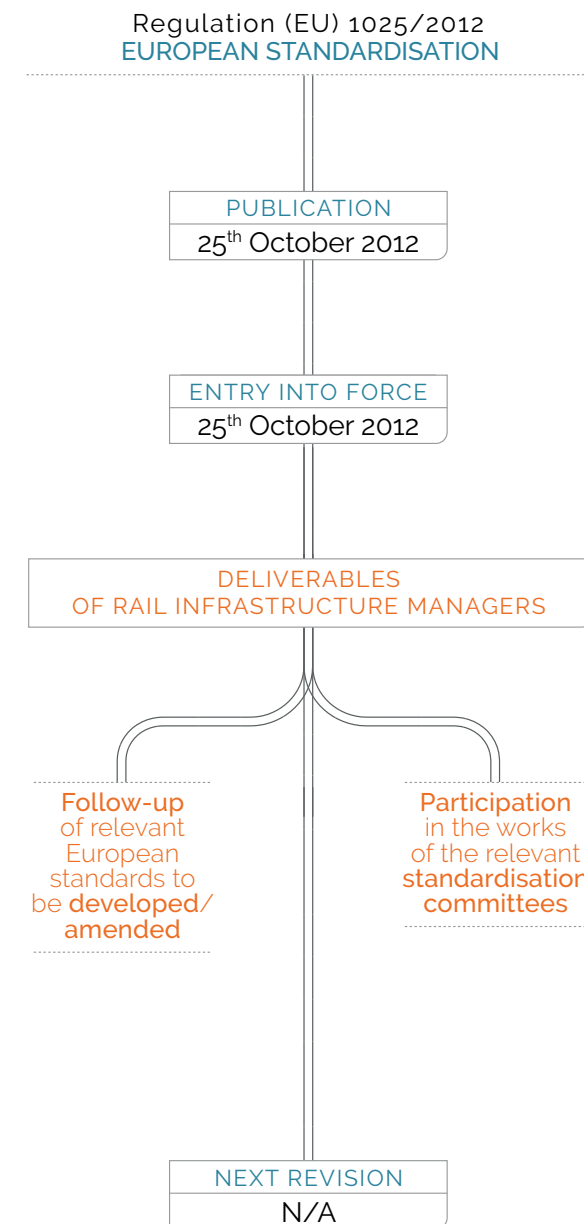 Regulation (EU) 1025/2012
EUROPEAN STANDARDISATION
PUBLICATION
25th October 2012
ENTRY INTO FORCE
25th October 2012
DELIVERABLES
OF RAIL INFRASTRUCTURE MANAGERS
Follow-up
of relevant
European
standards to
be developed/
amended
Participation
in the works
of the relevant
standardisation
committees
NEXT REVISION
N/A